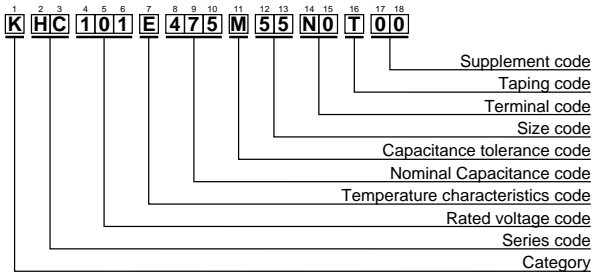 1 2 3 4 5 6 7 8 9 10 11 12 13 14 15 16 17 18
K HC 101 E 475 M 55 N0 T 00
Supplement code
Taping code
Terminal code
Size code
Capacitance tolerance code
Nominal Capacitance code
Temperature characteristics code
Rated voltage code
Series code
Category